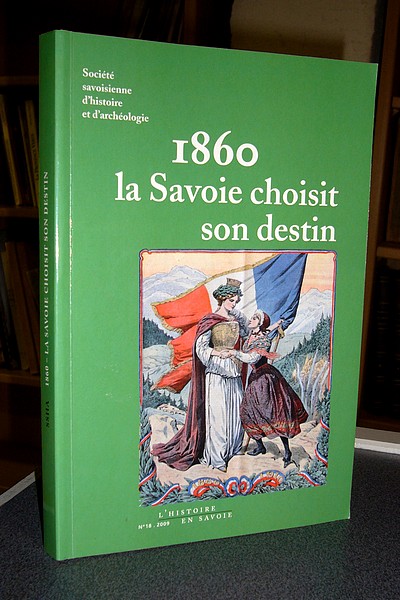 Société
savoisienne
d'histoire
et d'archéologie
1860
la Savoie choisit
son destin
L'HISTOIRE
EN SAVOIE
N°18 . 2009
SSHA
1860 – LA SAVOIE CHOISIT SON DESTIN